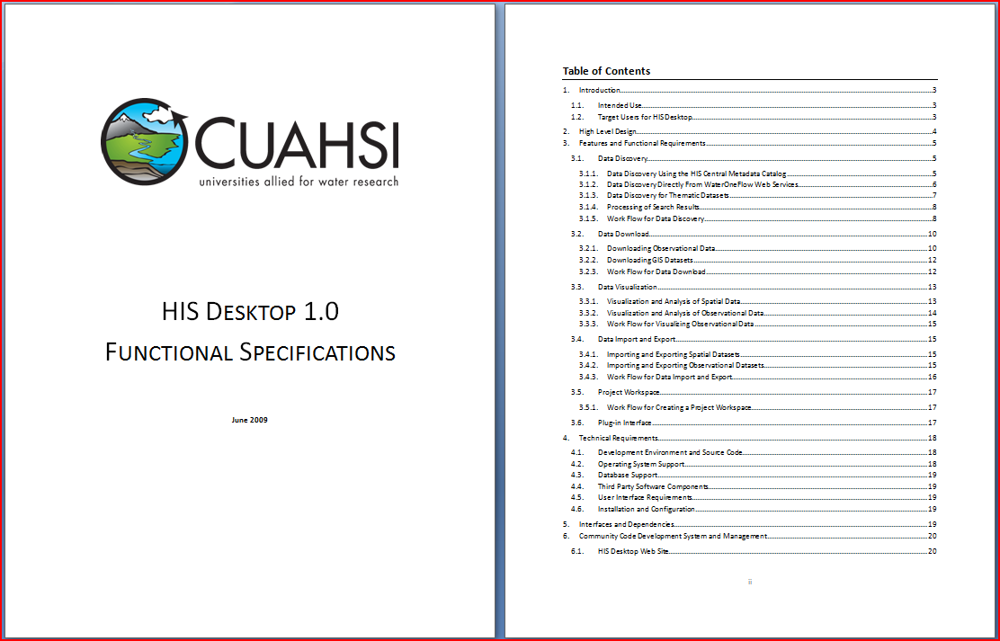 CUAHSI
universities allied for water research
HIS DESKTOP 1.0
FUNCTIONAL SPECIFICATIONS
June 2009
Table of Contents
1. Introduction 3
1.1. Intended Use 3
1.2. Target Users for HIS Desktop 3
2. High Level Design 4
3. Features and Functional Requirements 5
3.1. Data Discovery 5
3.1.1. Data Discovery Using the HIS Central Metadata Catalog 5
3.1.2. Data Discovery Directly From WaterOneFlow Web Services 6
3.1.3. Data Discovery for Thematic Datasets 7
3.1.4. Processing of Search Results 8
3.1.5. Work Flow for Data Discovery 8
3.2. Data Download 10
3.2.1. Downloading Observational Data 10
3.2.2. Downloading GIS Datasets 12
3.2.3. Work Flow for Data Download 12
3.3. Data Visualization 13
3.3.1. Visualization and Analysis of Spatial Data 13
3.3.2. Visualization and Analysis of Observational Data 14
3.3.3. Work Flow for Visualizing Observational Data 15
3.4. Data Import and Export 15
3.4.1. Importing and Exporting Spatial Datasets 15
3.4.2. Importing and Exporting Observational Datasets 15
3.4.3. Work Flow for Data Import and Export 16
3.5. Project Workspace 17
3.5.1. Work Flow for Creating a Project Workspace 17
3.6. Plug-in Interface 17
4. Technical Requirements 18
4.1. Development Environment and Source Code 18
4.2. Operating System Support 18
4.3. Database Support 19
4.4. Third Party Software Components 19
4.5. User Interface Requirements 19
4.6. Installation and Configuration 19
5. Interfaces and Dependencies 19
6. Community Code Development System and Management 20
6.1. HIS Desktop Web Site 20
ii